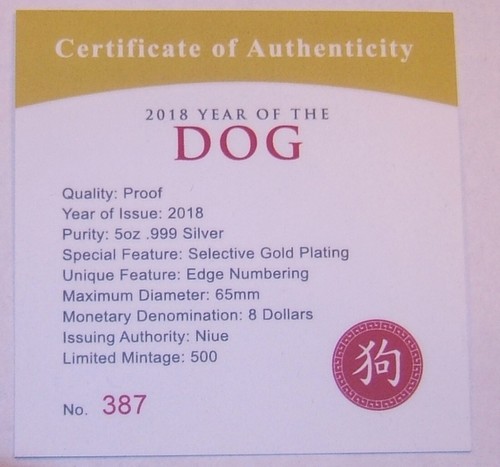 Certificate of Authenticity
2018 YEAR OF THE
DOG
Quality: Proof
Year of Issue: 2018
Purity: 5oz .999 Silver
Special Feature: Selective Gold Plating
Unique Feature: Edge Numbering
Maximum Diameter: 65mm
Monetary Denomination: 8 Dollars
Issuing Authority: Niue
Limited Mintage: 500
狗
No. 387